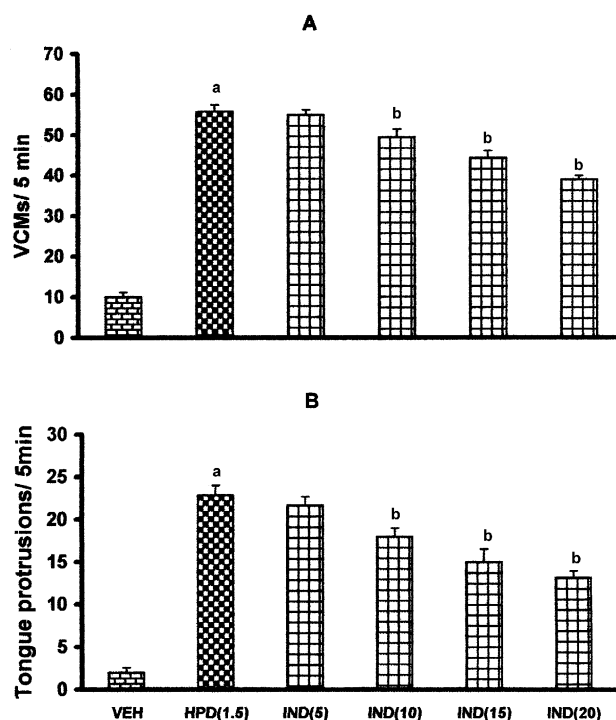 A
VCMs/ 5 min
70
60
50
40
30
20
10
0
a
b
b
b
B
Tongue protrusions/ 5min
30
25
20
15
10
5
0
a
b
b
b
VEH HPD(1.5) IND(5) IND(10) IND(15) IND(20)